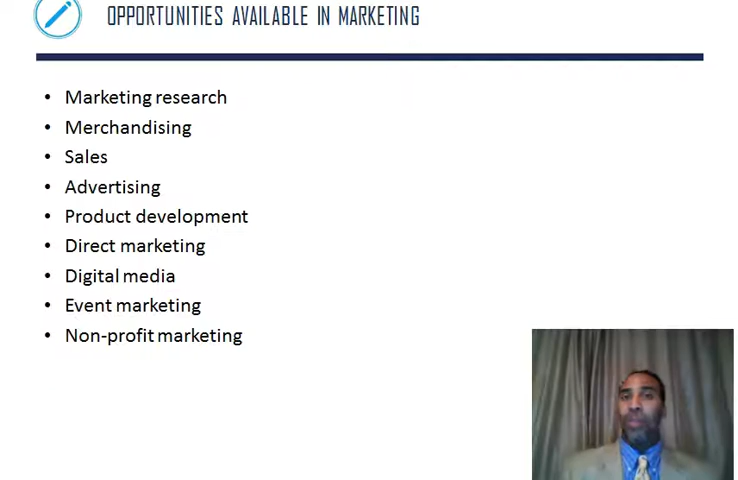 OPPORTUNITIES AVAILABLE IN MARKETING
• Marketing research
• Merchandising
• Sales
• Advertising
• Product development
• Direct marketing
• Digital media
• Event marketing
• Non-profit marketing